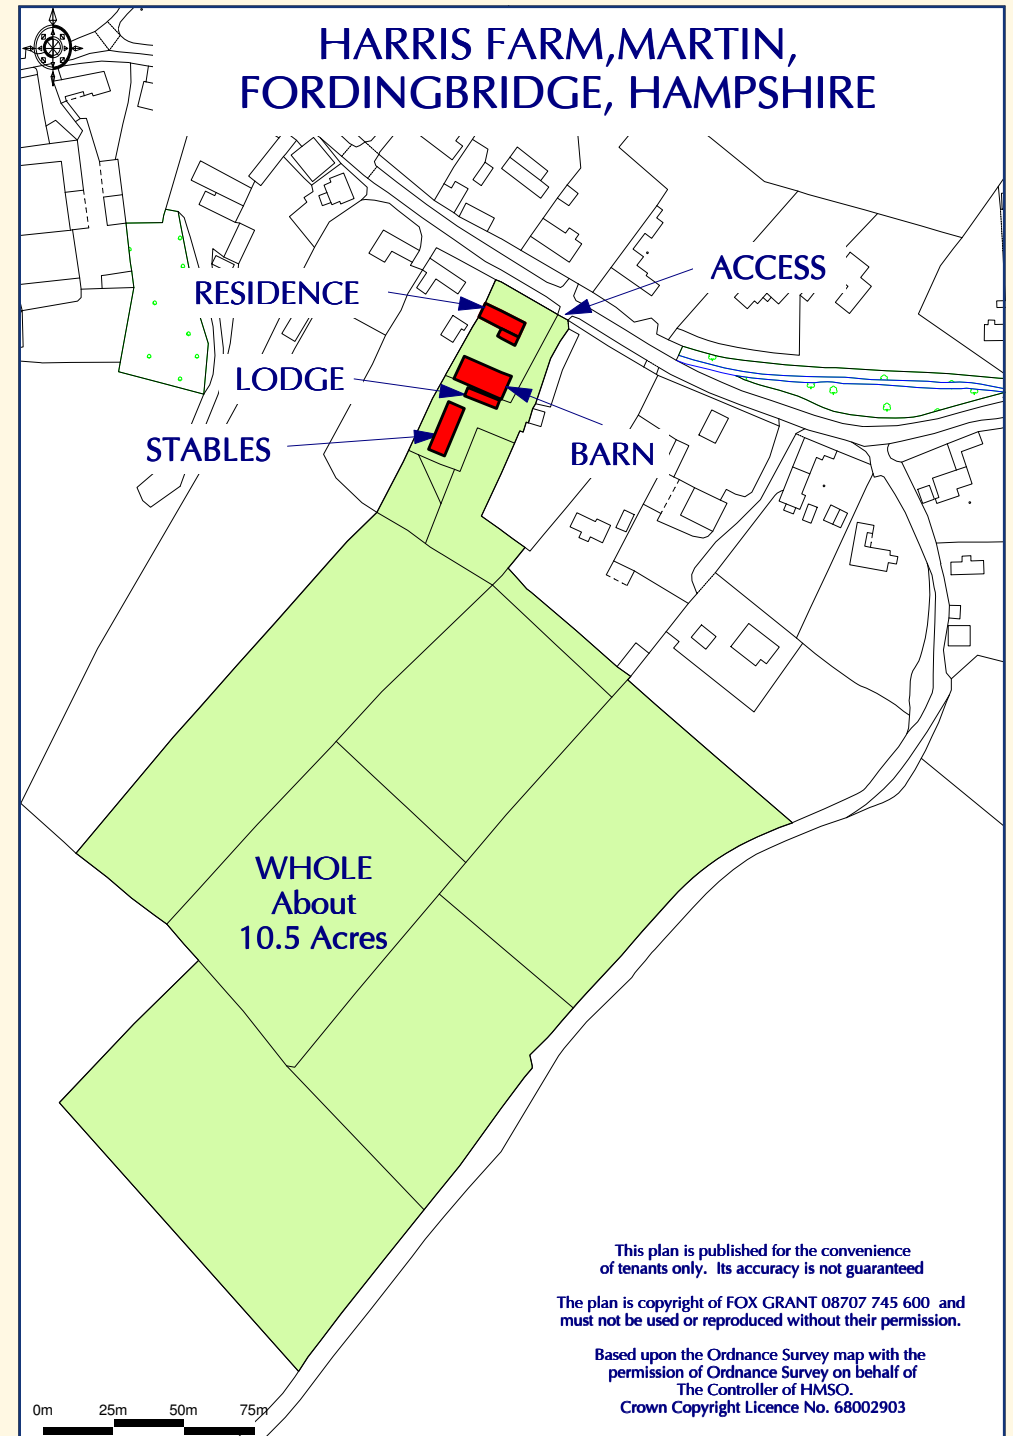 HARRIS FARM,MARTIN,
FORDINGBRIDGE, HAMPSHIRE
ACCESS
RESIDENCE
LODGE
STABLES
BARN
WHOLE
About
10.5 Acres
This plan is published for the convenience
of tenants only. Its accuracy is not guaranteed
The plan is copyright of FOX GRANT 08707 745 600 and
must not be used or reproduced without their permission.
Based upon the Ordnance Survey map with the
permission of Ordnance Survey on behalf of
The Controller of HMSO.
Crown Copyright Licence No. 68002903
0m 25m 50m 75m